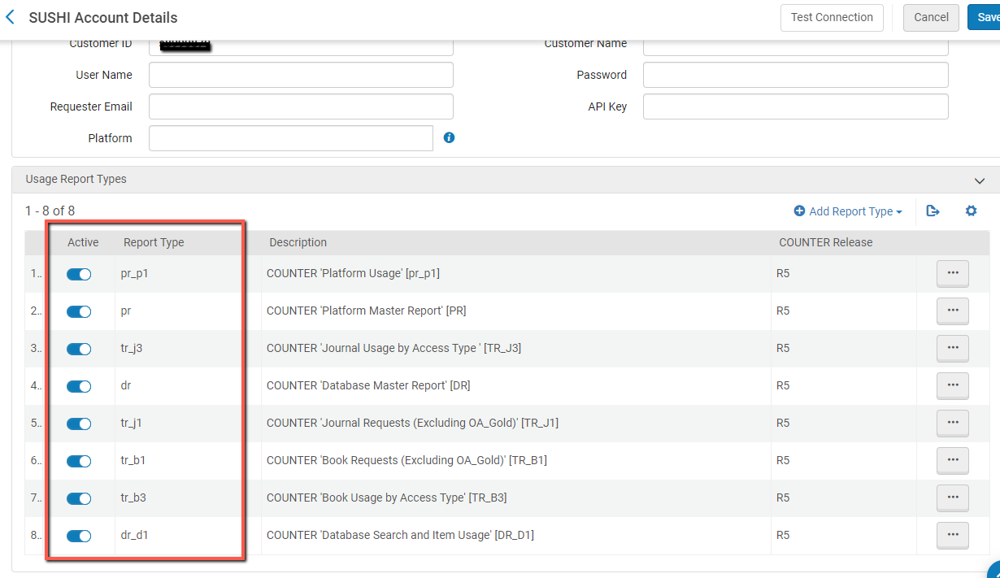 SUSHI Account Details Test Connection Cancel Save
Customer ID Customer Name
User Name Password
Requester Email API Key
Platform
Usage Report Types
1 - 8 of 8 Add Report Type
Active Report Type Description COUNTER Release
1.. pr_p1 COUNTER 'Platform Usage' [pr_p1] R5
2.. pr COUNTER 'Platform Master Report' [PR] R5
3.. tr_j3 COUNTER 'Journal Usage by Access Type ' [TR_J3] R5
4.. dr COUNTER 'Database Master Report' [DR] R5
5.. tr_j1 COUNTER 'Journal Requests (Excluding OA_Gold)' [TR_J1] R5
6.. tr_b1 COUNTER 'Book Requests (Excluding OA_Gold)' [TR_B1] R5
7.. tr_b3 COUNTER 'Book Usage by Access Type' [TR_B3] R5
8.. dr_d1 COUNTER 'Database Search and Item Usage' [DR_D1] R5